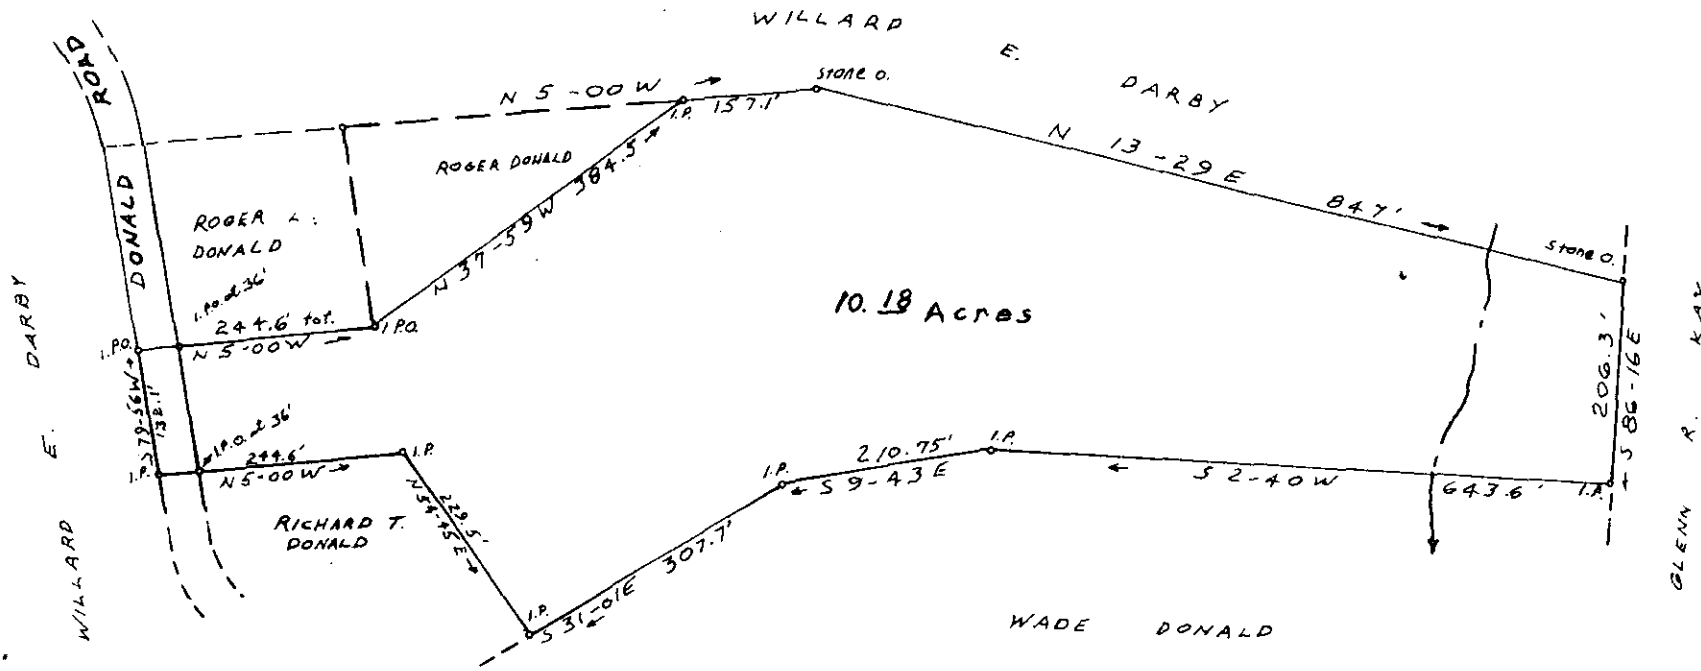 WILLARD E. DARBY
DONALD ROAD
N 5-00 W
I.P. 157.1'
stone o.
N 13-29 E 847'
stone o.
ROGER DONALD
N 37-59 W 384.5
ROGER L.
DONALD
I.P.O. at 36'
244.6' tot.
N 5-00 W
I.P.O.
I.P.O.
10.18 Acres
WILLARD E. DARBY
S 79-56 W
132.1'
I.P.O. at 36'
I.P.
244.6'
N 5-00 W
I.P.
229.5'
N 54-45 E
RICHARD T.
DONALD
I.P.
S 31-01 E 307.7'
I.P.
210.75'
S 9-43 E
I.P.
S 2-40 W 643.6'
I.P.
206.3'
S 86-16 E
GLENN R. KAY
WADE DONALD